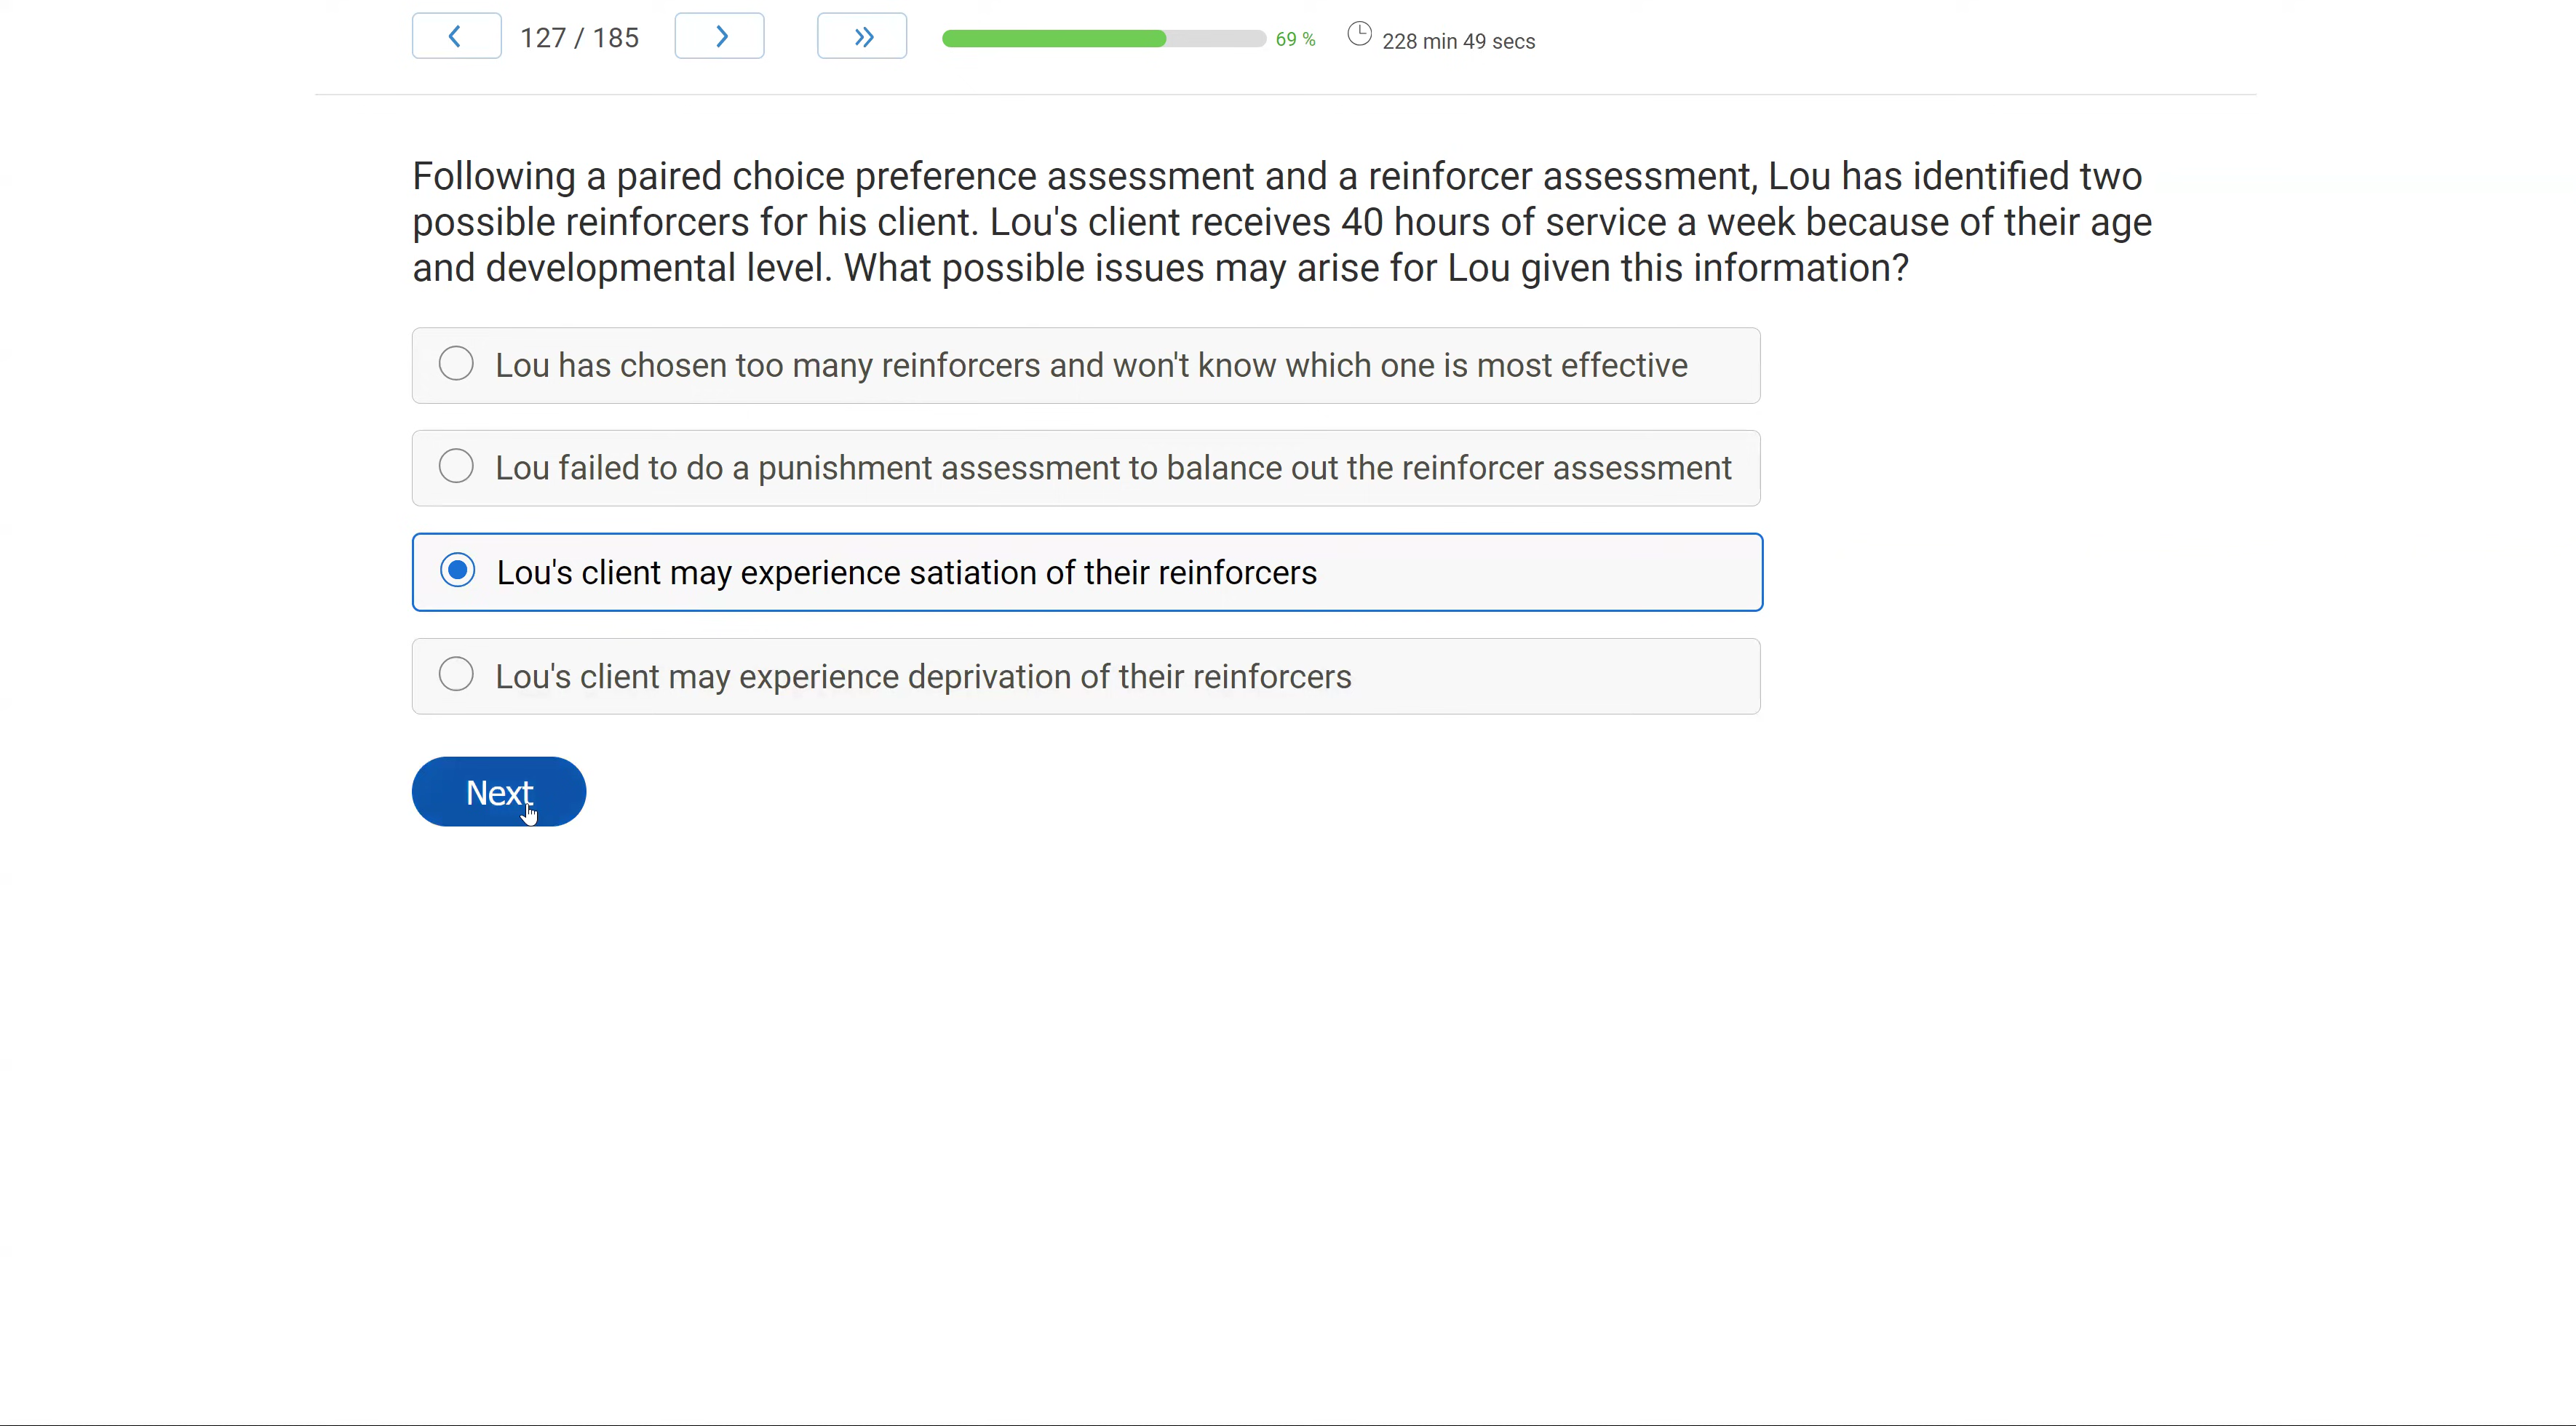 127 / 185
69 %
228 min 49 secs
Following a paired choice preference assessment and a reinforcer assessment, Lou has identified two
possible reinforcers for his client. Lou's client receives 40 hours of service a week because of their age
and developmental level. What possible issues may arise for Lou given this information?
Lou has chosen too many reinforcers and won't know which one is most effective
Lou failed to do a punishment assessment to balance out the reinforcer assessment
Lou's client may experience satiation of their reinforcers
Lou's client may experience deprivation of their reinforcers
Next